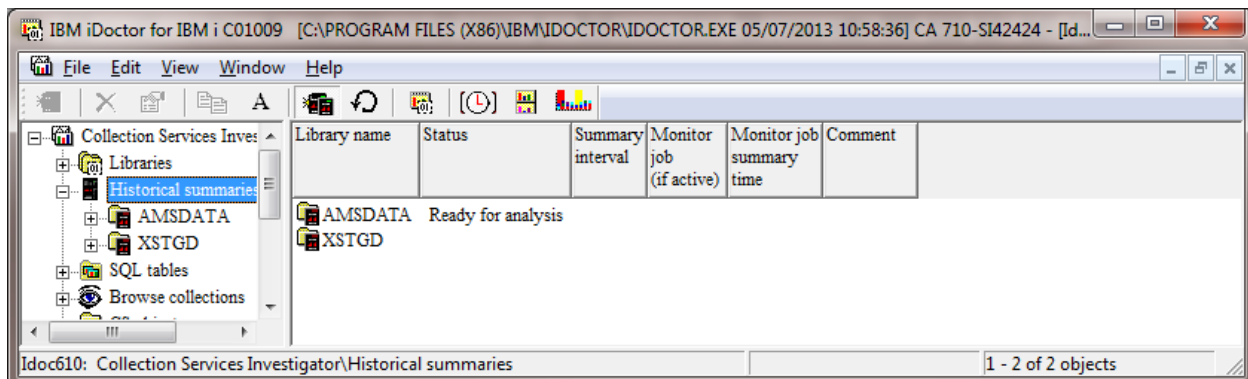 IBM iDoctor for IBM i C01009 [C:\PROGRAM FILES (X86)\IBM\IDOCTOR\IDOCTOR.EXE 05/07/2013 10:58:36] CA 710-SI42424 - [Id...
File Edit View Window Help
A
Collection Services Inves
Libraries
Historical summaries
AMSDATA
XSTGD
SQL tables
Browse collections
Library name Status Summary interval Monitor job (if active) Monitor job summary time Comment
AMSDATA Ready for analysis
XSTGD
Idoc610: Collection Services Investigator\Historical summaries 1 - 2 of 2 objects